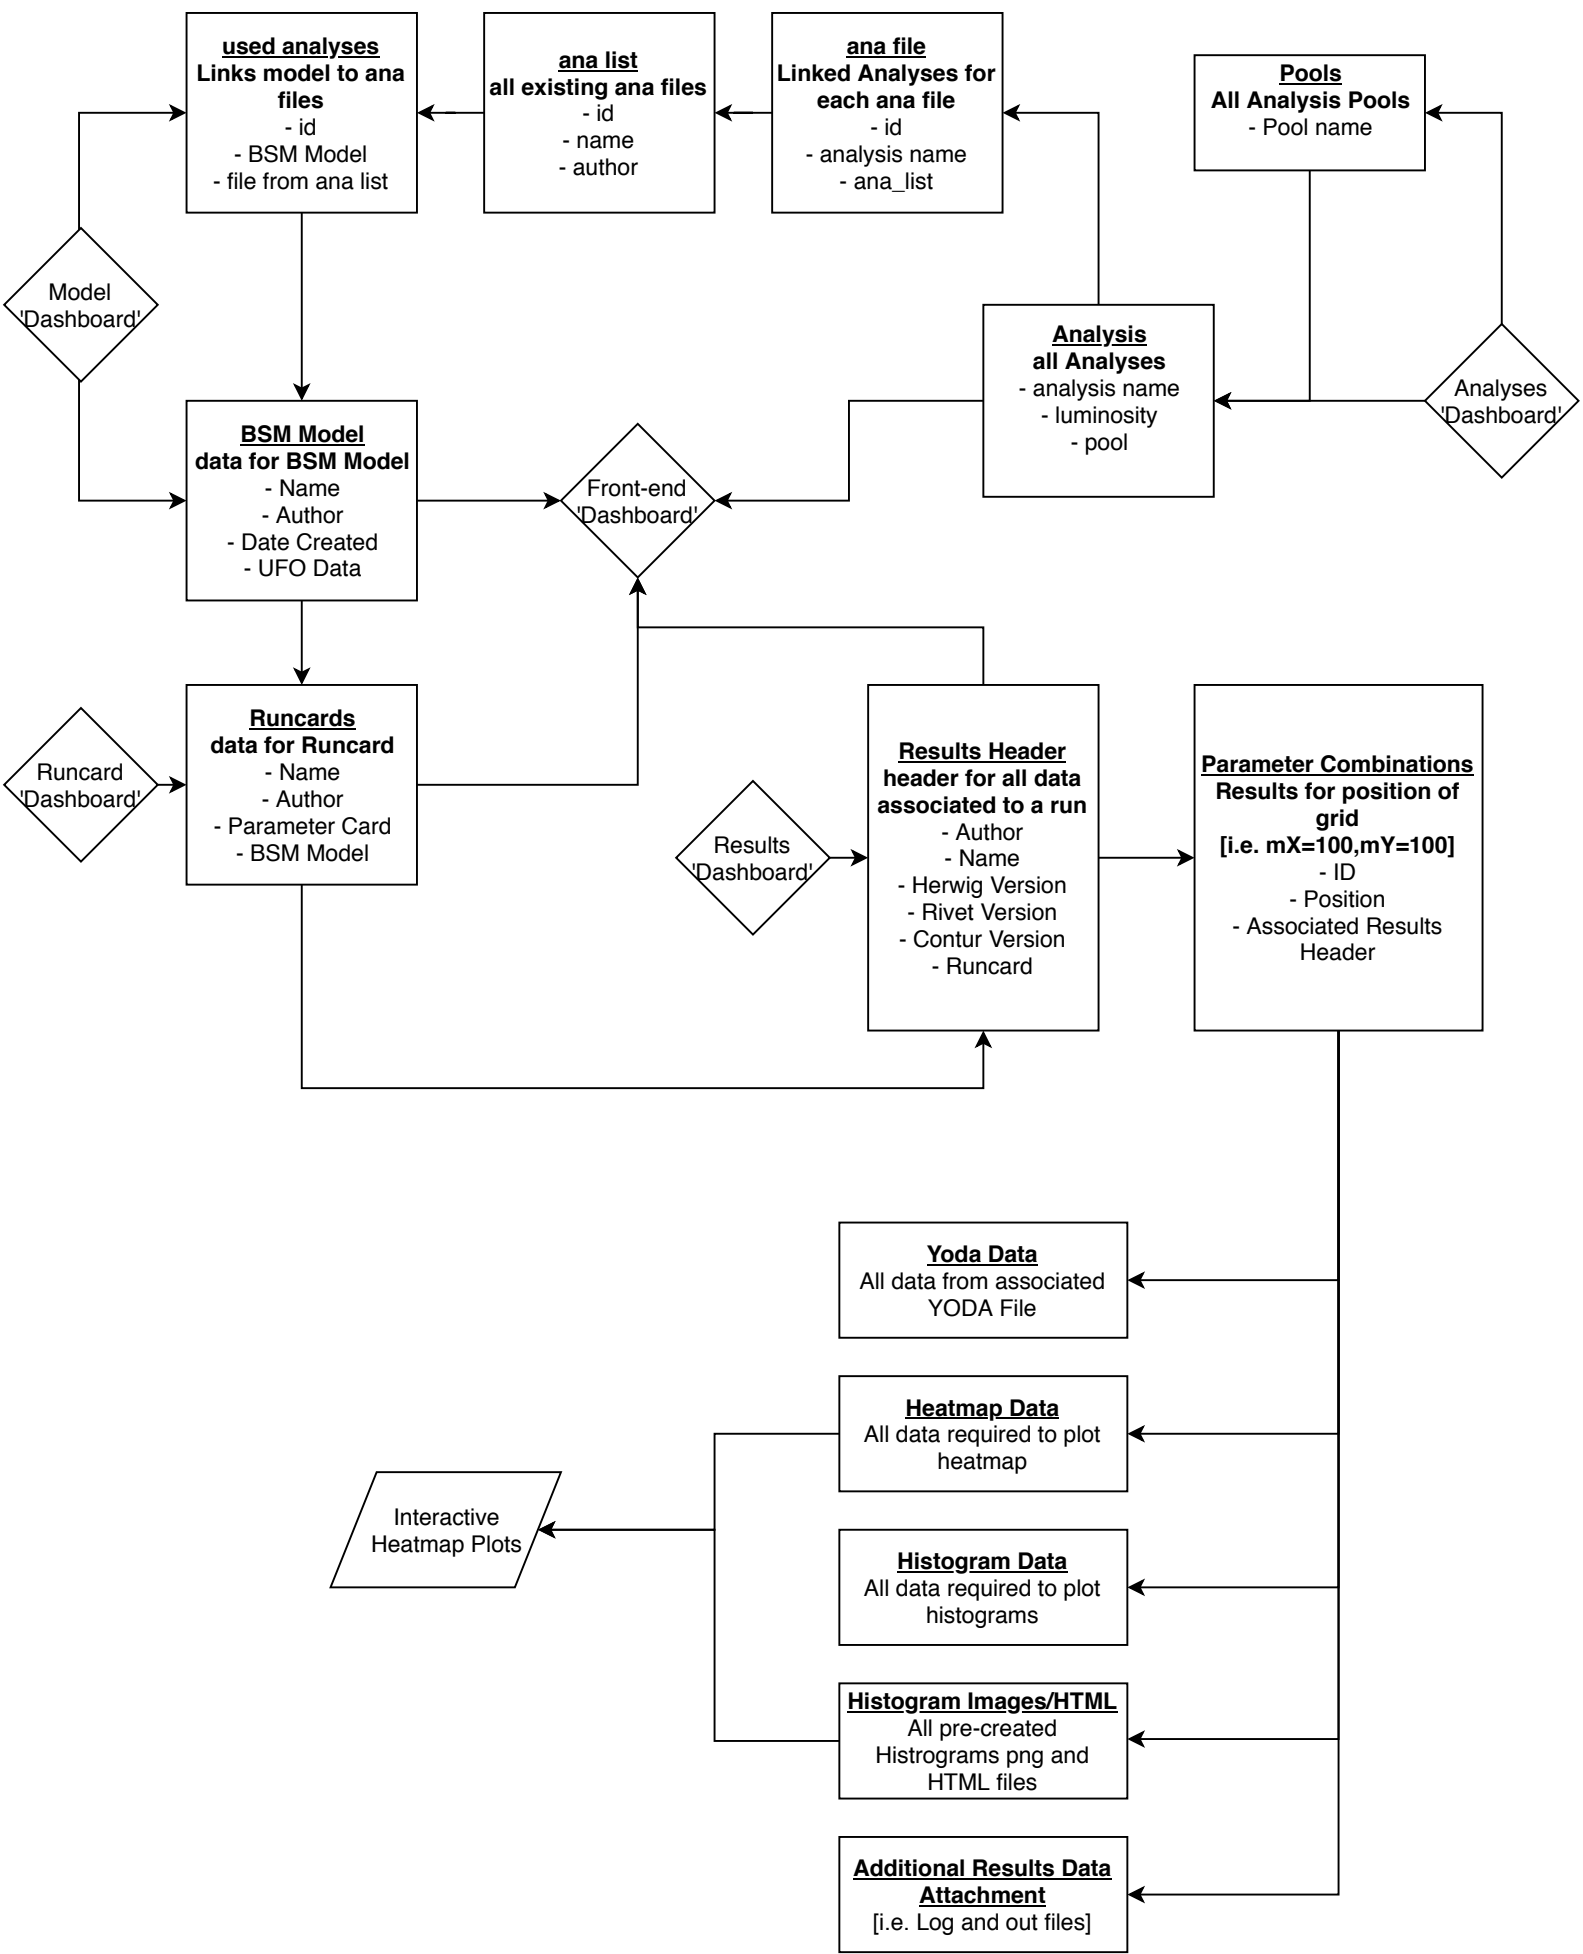 used analyses
Links model to ana
files
- id
- BSM Model
- file from ana list
ana list
all existing ana files
- id
- name
- author
ana file
Linked Analyses for
each ana file
- id
- analysis name
- ana_list
Pools
All Analysis Pools
- Pool name
Model
'Dashboard'
Analysis
all Analyses
- analysis name
- luminosity
- pool
Analyses
'Dashboard'
BSM Model
data for BSM Model
- Name
- Author
- Date Created
- UFO Data
Front-end
'Dashboard'
Runcard
'Dashboard'
Runcards
data for Runcard
- Name
- Author
- Parameter Card
- BSM Model
Results
'Dashboard'
Results Header
header for all data
associated to a run
- Author
- Name
- Herwig Version
- Rivet Version
- Contur Version
- Runcard
Parameter Combinations
Results for position of
grid
[i.e. mX=100,mY=100]
- ID
- Position
- Associated Results
Header
Yoda Data
All data from associated
YODA File
Heatmap Data
All data required to plot
heatmap
Interactive
Heatmap Plots
Histogram Data
All data required to plot
histograms
Histogram Images/HTML
All pre-created
Histrograms png and
HTML files
Additional Results Data
Attachment
[i.e. Log and out files]